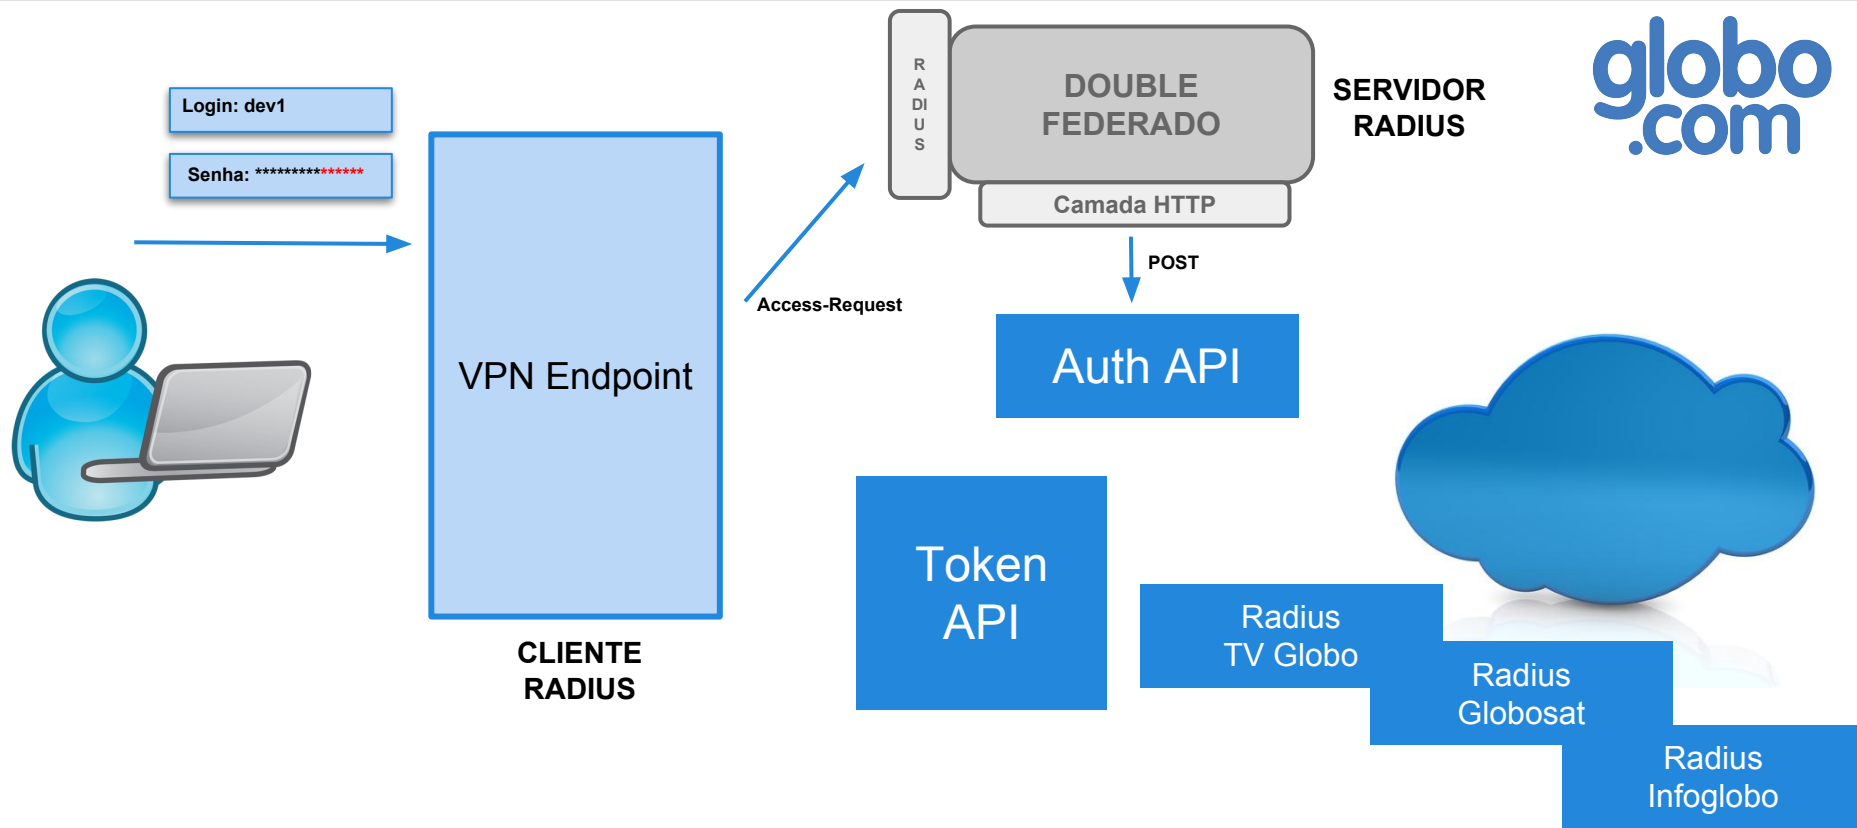 Login: dev1
Senha: ***************
VPN Endpoint
CLIENTE
RADIUS
Access-Request
R
A
DI
U
S
DOUBLE
FEDERADO
Camada HTTP
SERVIDOR
RADIUS
globo
.com
POST
Auth API
Token
API
Radius
TV Globo
Radius
Globosat
Radius
Infoglobo